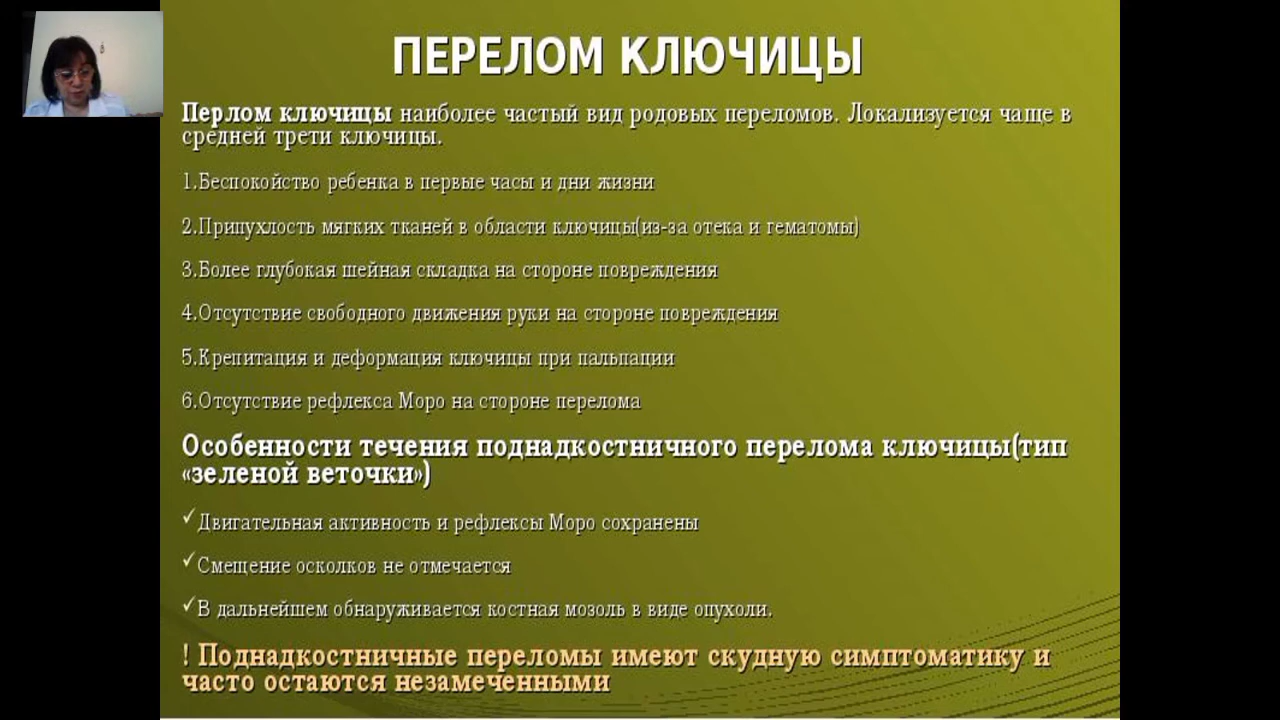 ПЕРЕЛОМ КЛЮЧИЦЫ
Перлом ключицы наиболее частый вид родовых переломов. Локализуется чаще в
средней трети ключицы.
1.Беспокойство ребенка в первые часы и дни жизни
2.Припухлость мягких тканей в области ключицы(из-за отека и гематомы)
3.Более глубокая шейная складка на стороне повреждения
4.Отсутствие свободного движения руки на стороне повреждения
5.Крепитация и деформация ключицы при пальпации
6.Отсутствие рефлекса Моро на стороне перелома
Особенности течения поднадкостничного перелома ключицы(тип
«зеленой веточки»)
✓Двигательная активность и рефлексы Моро сохранены
✓Смещение осколков не отмечается
✓В дальнейшем обнаруживается костная мозоль в виде опухоли.
! Поднадкостничные переломы имеют скудную симптоматику и
часто остаются незамеченными